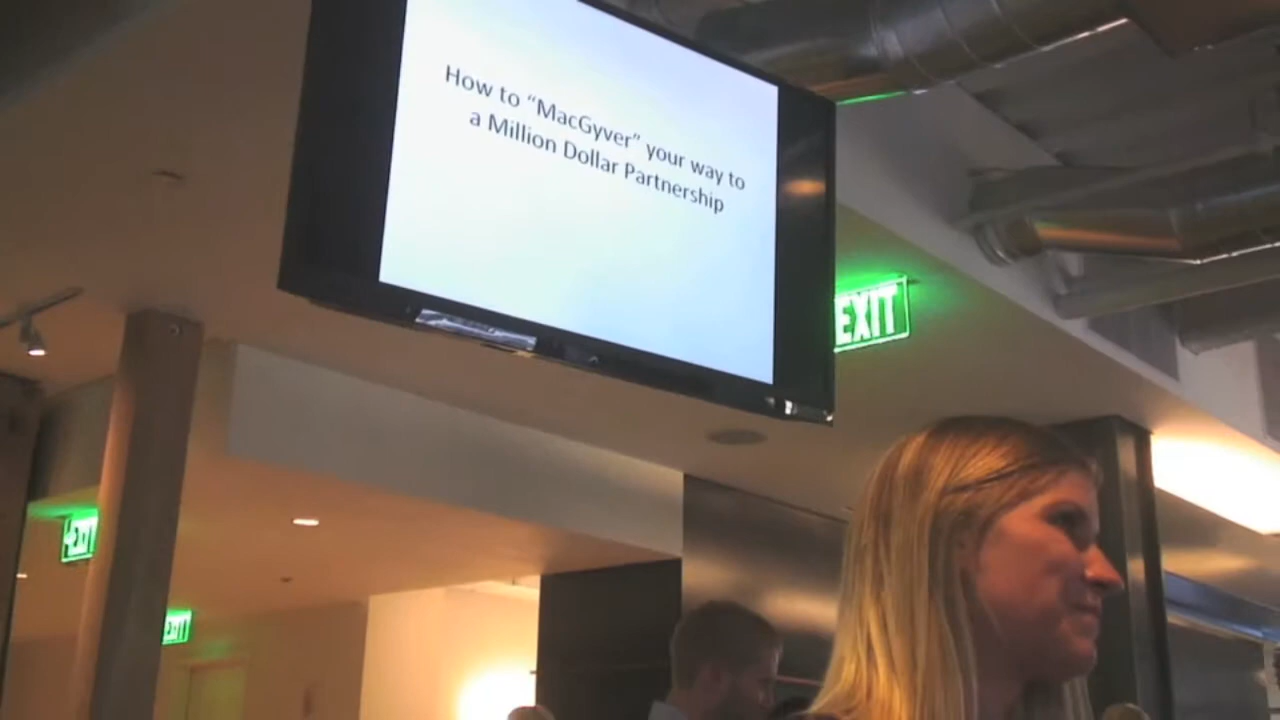 How to “MacGyver” your way to
a Million Dollar Partnership
EXIT
EXIT
EXIT